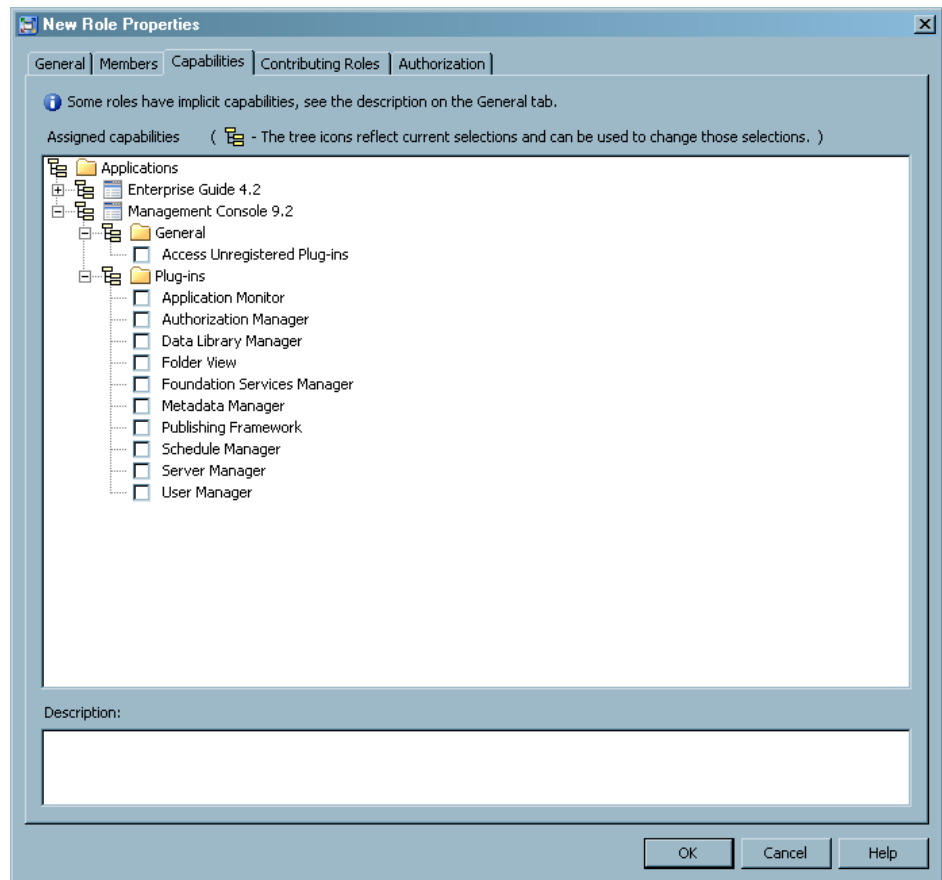 New Role Properties
General Members Capabilities Contributing Roles Authorization
Some roles have implicit capabilities, see the description on the General tab.
Assigned capabilities ( - The tree icons reflect current selections and can be used to change those selections. )
Applications
Enterprise Guide 4.2
Management Console 9.2
General
Access Unregistered Plug-ins
Plug-ins
Application Monitor
Authorization Manager
Data Library Manager
Folder View
Foundation Services Manager
Metadata Manager
Publishing Framework
Schedule Manager
Server Manager
User Manager
Description:
OK Cancel Help